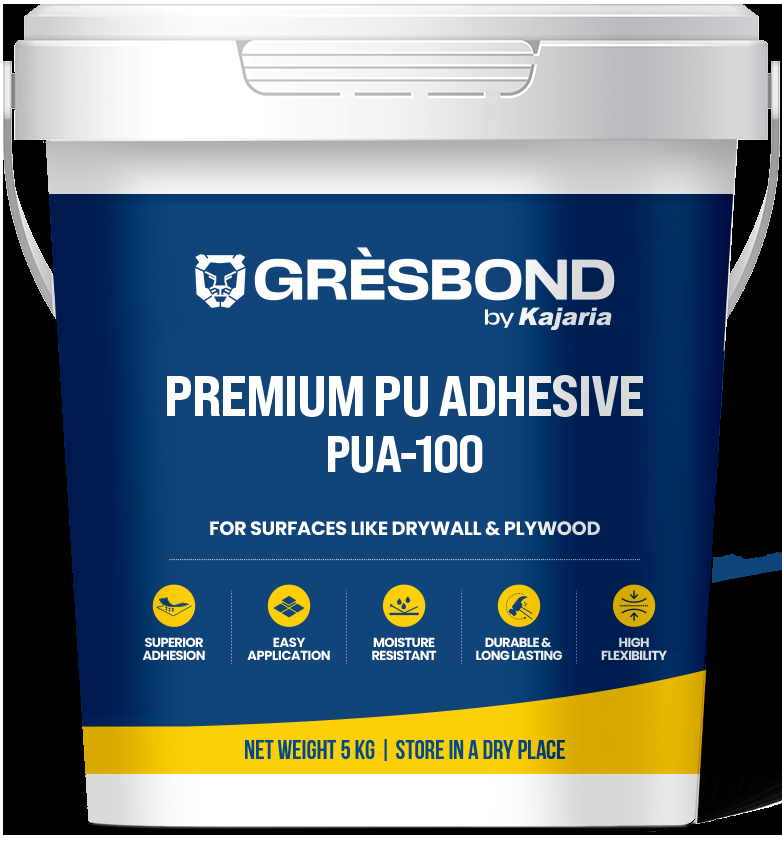 GRÈSBOND
by Kajaria
PREMIUM PU ADHESIVE
PUA-100
FOR SURFACES LIKE DRYWALL & PLYWOOD
SUPERIOR
ADHESION
EASY
APPLICATION
MOISTURE
RESISTANT
DURABLE &
LONG LASTING
HIGH
FLEXIBILITY
NET WEIGHT 5 KG | STORE IN A DRY PLACE